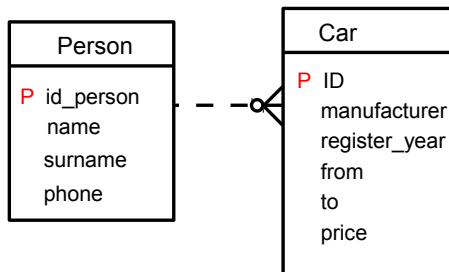 Person
P id_person
name
surname
phone
Car
P ID
manufacturer
register_year
from
to
price